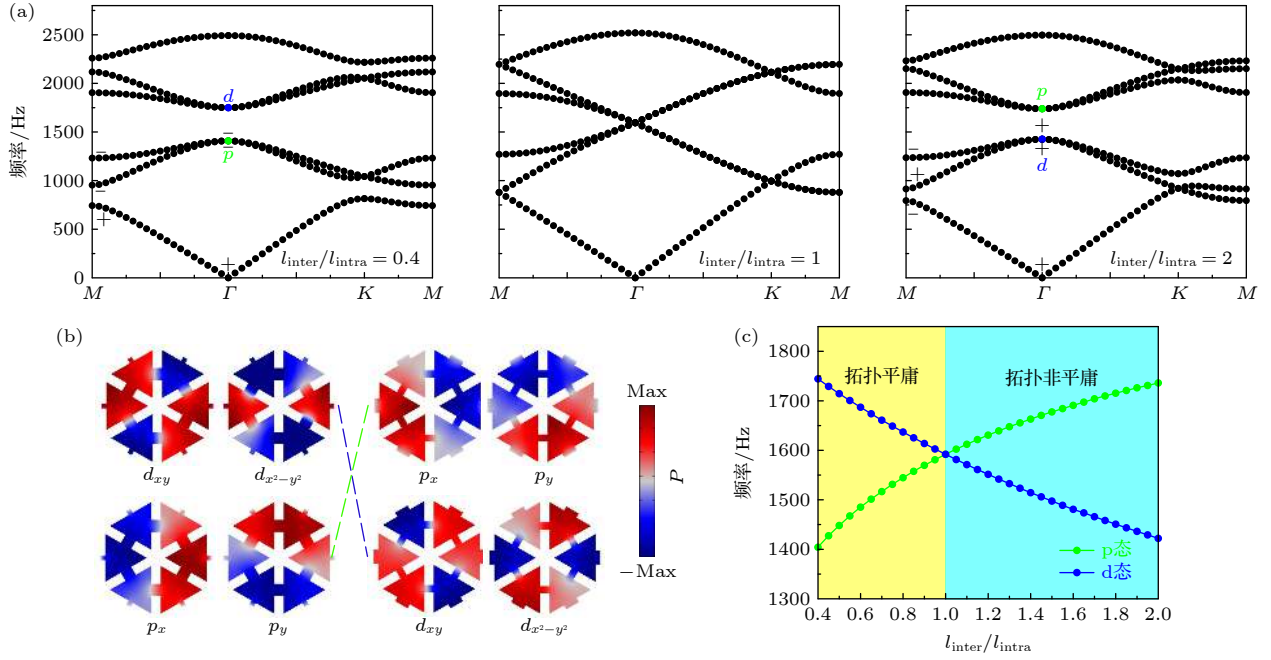 (a)
频率/Hz
2500
2000
1500
1000
500
0
d
−
−
p
−
−
+
+
l_inter/l_intra = 0.4
M Γ K M
l_inter/l_intra = 1
M Γ K M
p
+
+
d
−
+
−
+
l_inter/l_intra = 2
M Γ K M
(b)
d_xy d_x²−y² p_x p_y
p_x p_y d_xy d_x²−y²
Max
P
−Max
(c)
频率/Hz
1800
1700
1600
1500
1400
1300
拓扑平庸 拓扑非平庸
p态
d态
0.4 0.6 0.8 1.0 1.2 1.4 1.6 1.8 2.0
l_inter/l_intra